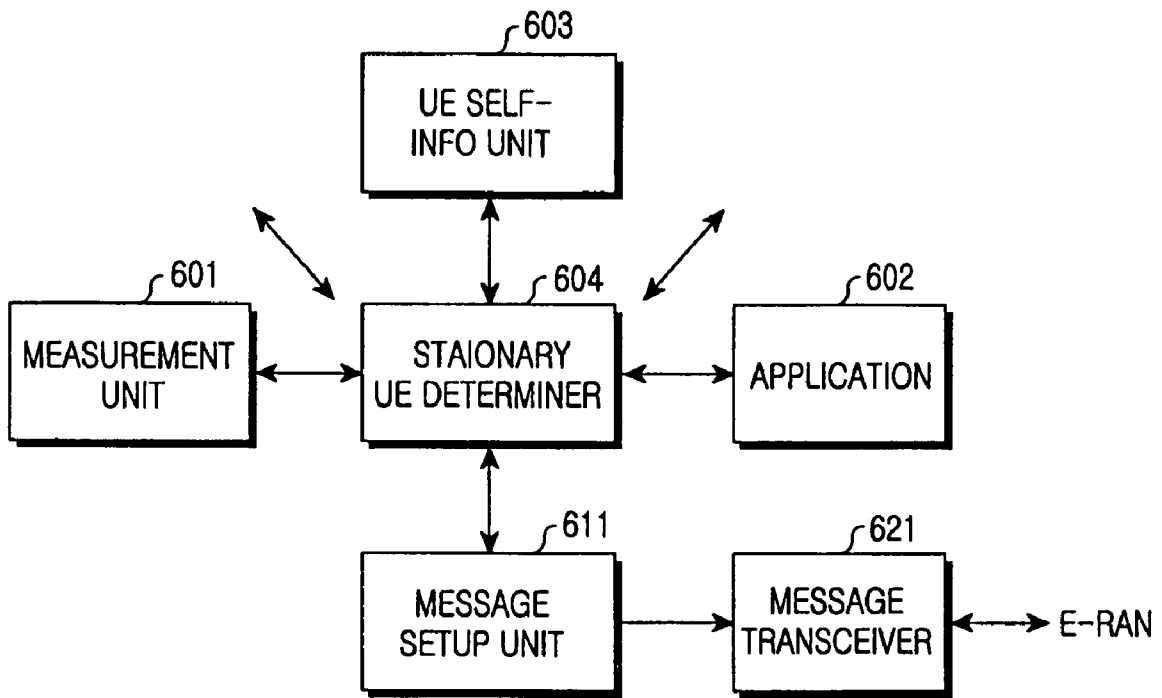 603
UE SELF-
INFO UNIT
601
MEASUREMENT
UNIT
604
STAIONARY
UE DETERMINER
602
APPLICATION
611
MESSAGE
SETUP UNIT
621
MESSAGE
TRANSCEIVER
E-RAN